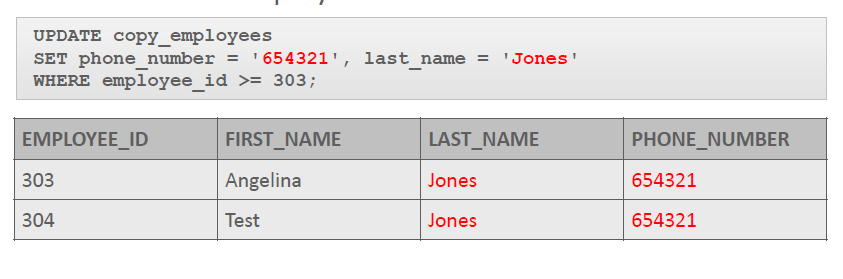 UPDATE copy_employees
SET phone_number = '654321', last_name = 'Jones'
WHERE employee_id >= 303;
EMPLOYEE_ID FIRST_NAME LAST_NAME PHONE_NUMBER
303 Angelina Jones 654321
304 Test Jones 654321